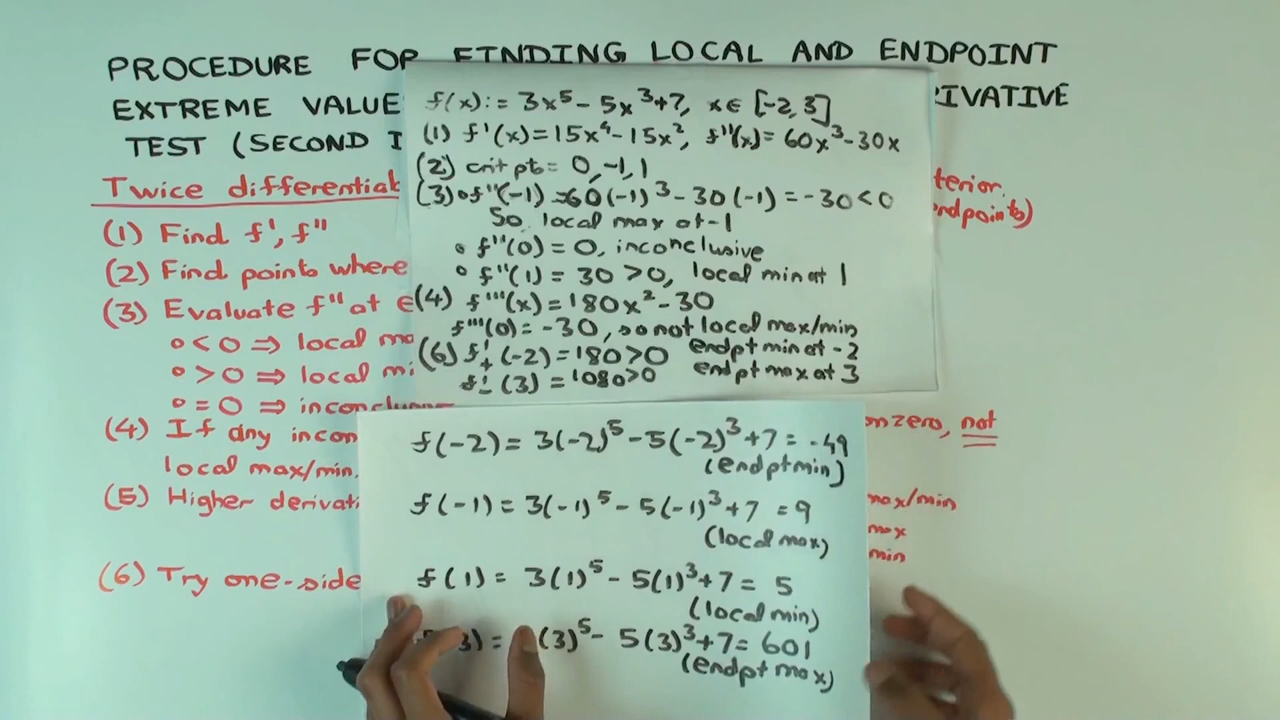 PROCEDURE FOR FINDING LOCAL AND ENDPOINT
EXTREME VALUE
TEST (SECOND
Twice differential
(1) Find f', f"
(2) Find points where
(3) Evaluate f" at
∘ < 0 ⇒ local
∘ > 0 ⇒ local
∘ = 0 ⇒
(4) If any incon
local max/min.
(5) Higher derivati
(6) Try one-side
f(x) := 3x⁵ - 5x³+7, x∈ [-2,3]
(1) f'(x)=15x⁴-15x², f"(x)=60x³-30x
(2) crit pts = 0, -1, 1
(3) ∘ f"(-1) = 60(-1)³ - 30(-1) = -30 < 0
So local max at -1
∘ f"(0) = 0, inconclusive
∘ f"(1) = 30 > 0, local min at 1
(4) f'''(x) = 180x² - 30
f'''(0) = -30, so not local max/min
(6) f'₊(-2) = 180 > 0 endpt min at -2
f'₋(3) = 1080 > 0 endpt max at 3
f(-2) = 3(-2)⁵ - 5(-2)³ + 7 = -49
(endpt min)
f(-1) = 3(-1)⁵ - 5(-1)³ + 7 = 9
(local max)
f(1) = 3(1)⁵ - 5(1)³ + 7 = 5
(local min)
3) = (3)⁵ - 5(3)³ + 7 = 601
(endpt max)
IVATIVE
terior
ndpoints)
onzero, not
max/min
max
min